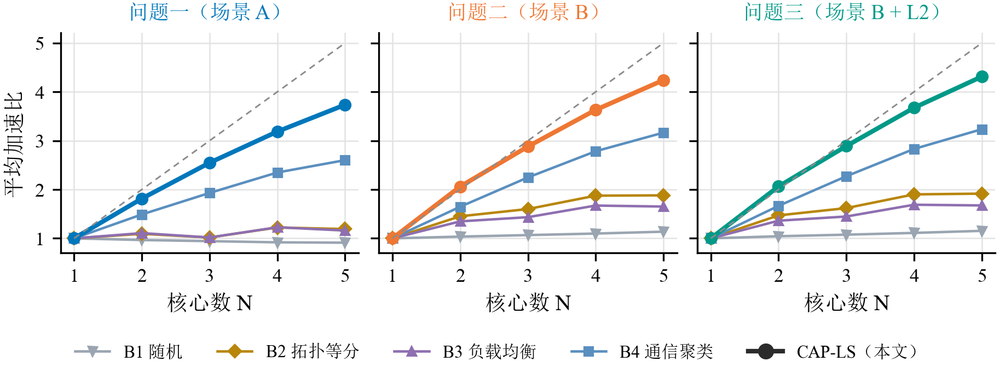 问题一（场景 A）
问题二（场景 B）
问题三（场景 B + L2）
平均加速比
5
4
3
2
1
1 2 3 4 5
1 2 3 4 5
1 2 3 4 5
核心数 N
核心数 N
核心数 N
B1 随机
B2 拓扑等分
B3 负载均衡
B4 通信聚类
CAP-LS（本文）